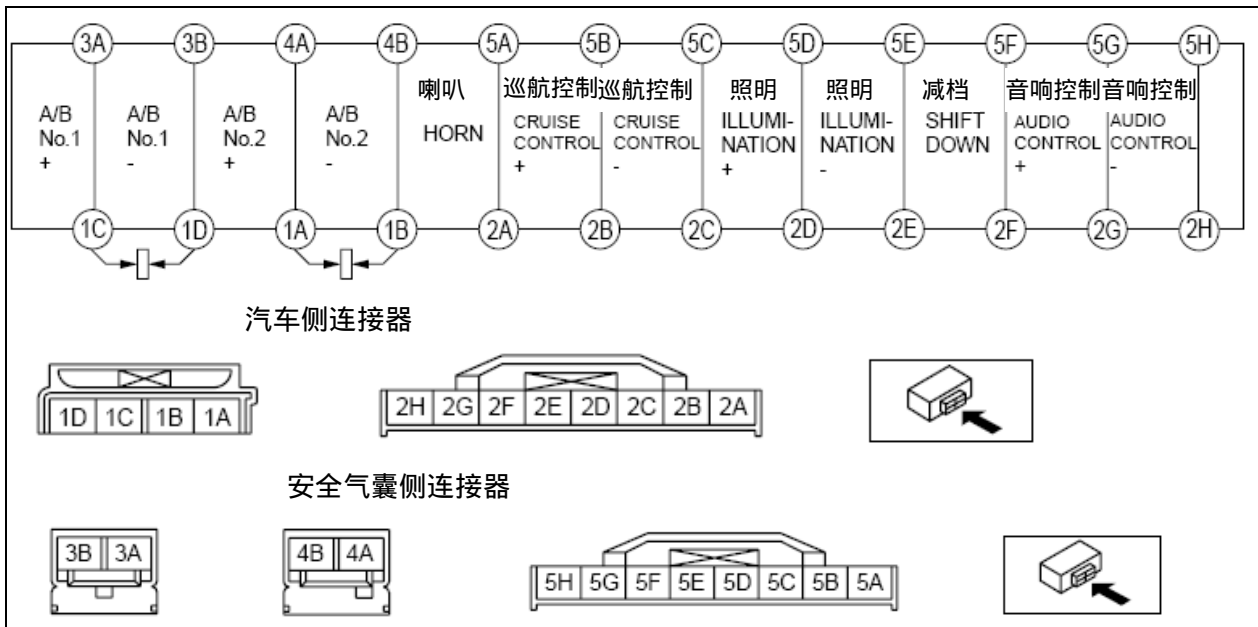 3A 3B 4A 4B 5A 5B 5C 5D 5E 5F 5G 5H
喇叭 巡航控制 巡航控制 照明 照明 减档 音响控制 音响控制
A/B A/B A/B A/B HORN CRUISE CRUISE ILLUMI- ILLUMI- SHIFT AUDIO AUDIO
No.1 No.1 No.2 No.2 CONTROL CONTROL NATION NATION DOWN CONTROL CONTROL
+ - + - + - + - + -
1C 1D 1A 1B 2A 2B 2C 2D 2E 2F 2G 2H
汽车侧连接器
1D 1C 1B 1A 2H 2G 2F 2E 2D 2C 2B 2A
安全气囊侧连接器
3B 3A 4B 4A 5H 5G 5F 5E 5D 5C 5B 5A